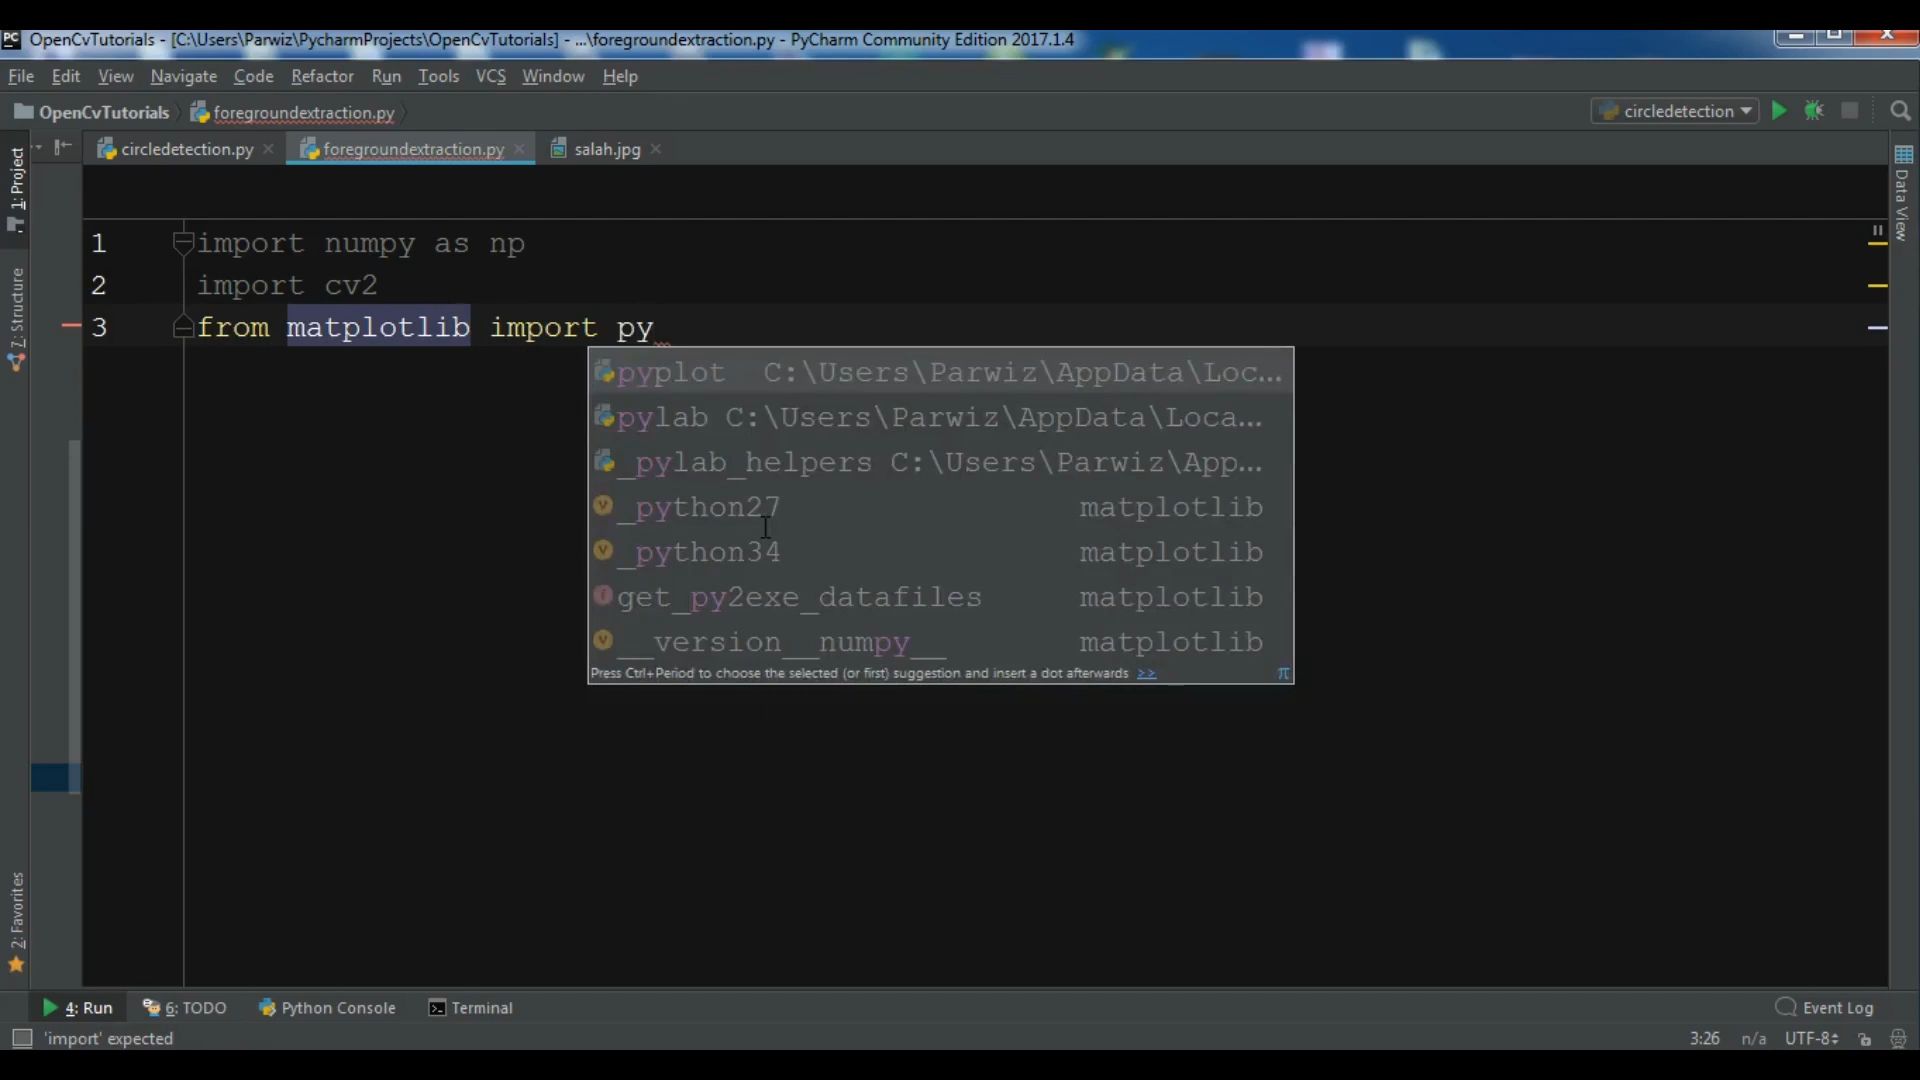 PC OpenCvTutorials - [C:\Users\Parwiz\PycharmProjects\OpenCvTutorials] - ...\foregroundextraction.py - PyCharm Community Edition 2017.1.4
File Edit View Navigate Code Refactor Run Tools VCS Window Help
OpenCvTutorials foregroundextraction.py circledetection
circledetection.py foregroundextraction.py salah.jpg
1: Project
7: Structure
2: Favorites
Data View
1 import numpy as np
2 import cv2
3 from matplotlib import py
pyplot C:\Users\Parwiz\AppData\Loc...
pylab C:\Users\Parwiz\AppData\Loca...
_pylab_helpers C:\Users\Parwiz\App...
_python27 matplotlib
_python34 matplotlib
get_py2exe_datafiles matplotlib
__version__numpy__ matplotlib
Press Ctrl+Period to choose the selected (or first) suggestion and insert a dot afterwards >> π
4: Run 6: TODO Python Console Terminal Event Log
'import' expected 3:26 n/a UTF-8